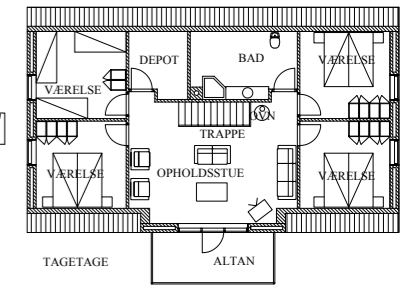 DEPOT
BAD
VÆRELSE
VÆRELSE
OVN
TRAPPE
VÆRELSE
OPHOLDSSTUE
VÆRELSE
TAGETAGE
ALTAN